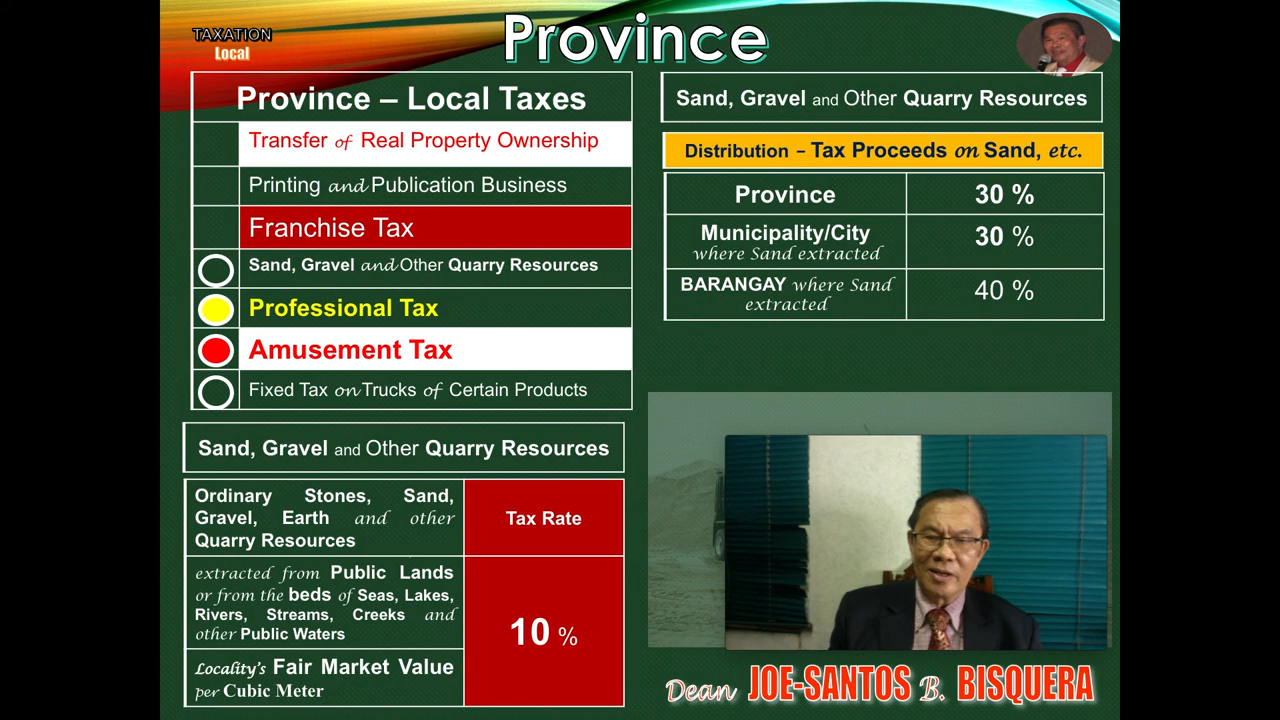 TAXATION
Local
Province
Province – Local Taxes
Transfer of Real Property Ownership
Printing and Publication Business
Franchise Tax
Sand, Gravel and Other Quarry Resources
Professional Tax
Amusement Tax
Fixed Tax on Trucks of Certain Products
Sand, Gravel and Other Quarry Resources
Ordinary Stones, Sand,
Gravel, Earth and other
Quarry Resources
Tax Rate
extracted from Public Lands
or from the beds of Seas, Lakes,
Rivers, Streams, Creeks and
other Public Waters
10 %
Locality's Fair Market Value
per Cubic Meter
Sand, Gravel and Other Quarry Resources
Distribution – Tax Proceeds on Sand, etc.
Province 30 %
Municipality/City 30 %
where Sand extracted
BARANGAY where Sand 40 %
extracted
Dean JOE-SANTOS B. BISQUERA